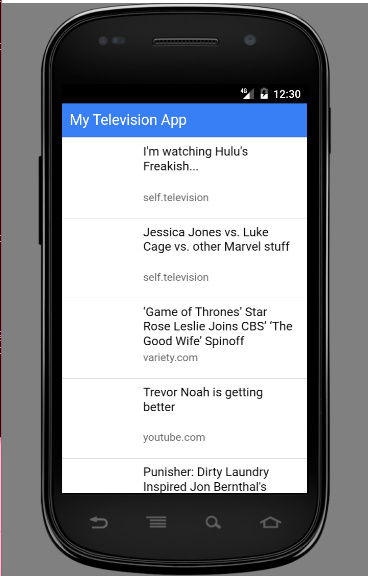 4G 12:30
My Television App
I'm watching Hulu's
Freakish...
self.television
Jessica Jones vs. Luke
Cage vs. other Marvel stuff
self.television
‘Game of Thrones’ Star
Rose Leslie Joins CBS’ ‘The
Good Wife’ Spinoff
variety.com
Trevor Noah is getting
better
youtube.com
Punisher: Dirty Laundry
Inspired Jon Bernthal's